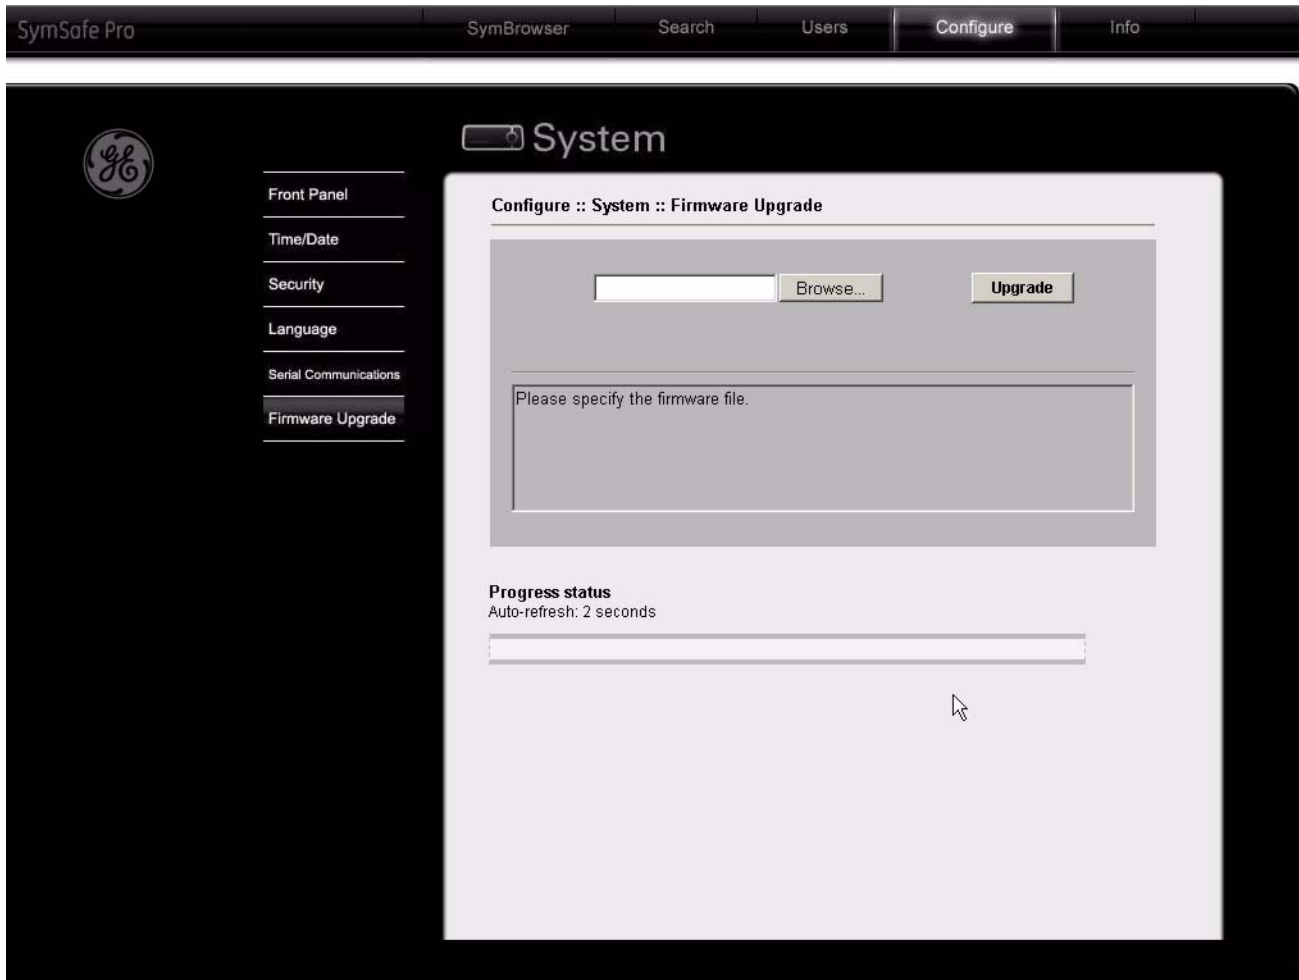 SymSafe Pro
SymBrowser
Search
Users
Configure
Info
GE
System
Front Panel
Time/Date
Security
Language
Serial Communications
Firmware Upgrade
Configure :: System :: Firmware Upgrade
Browse...
Upgrade
Please specify the firmware file.
Progress status
Auto-refresh: 2 seconds